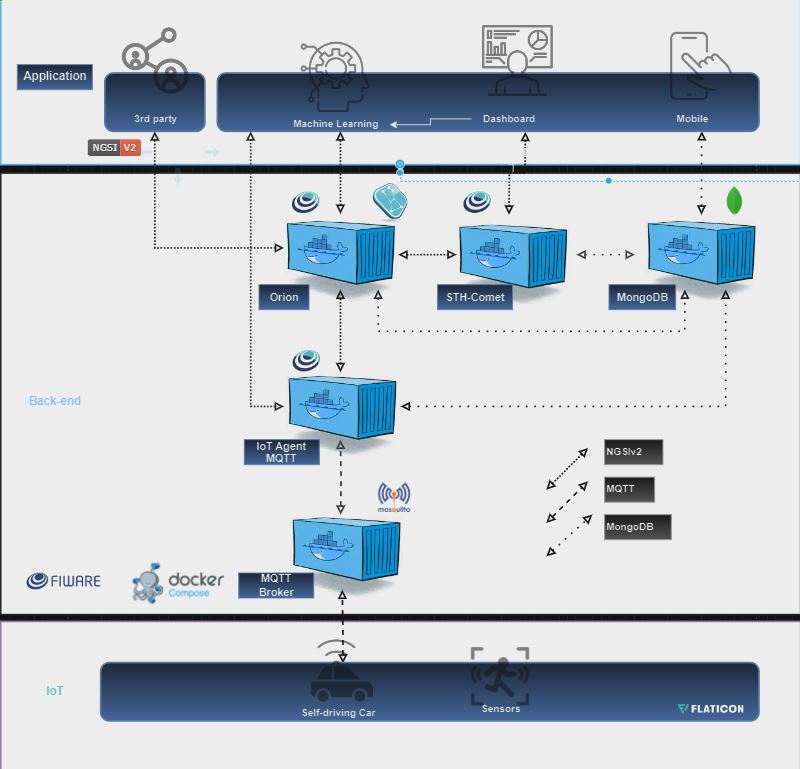 Application
3rd party
Machine Learning
Dashboard
Mobile
NGSI V2
Orion
STH-Comet
MongoDB
Back-end
IoT Agent
MQTT
NGSIv2
MQTT
MongoDB
mosquitto
FIWARE
docker
Compose
MQTT
Broker
IoT
Self-driving Car
Sensors
FLATICON